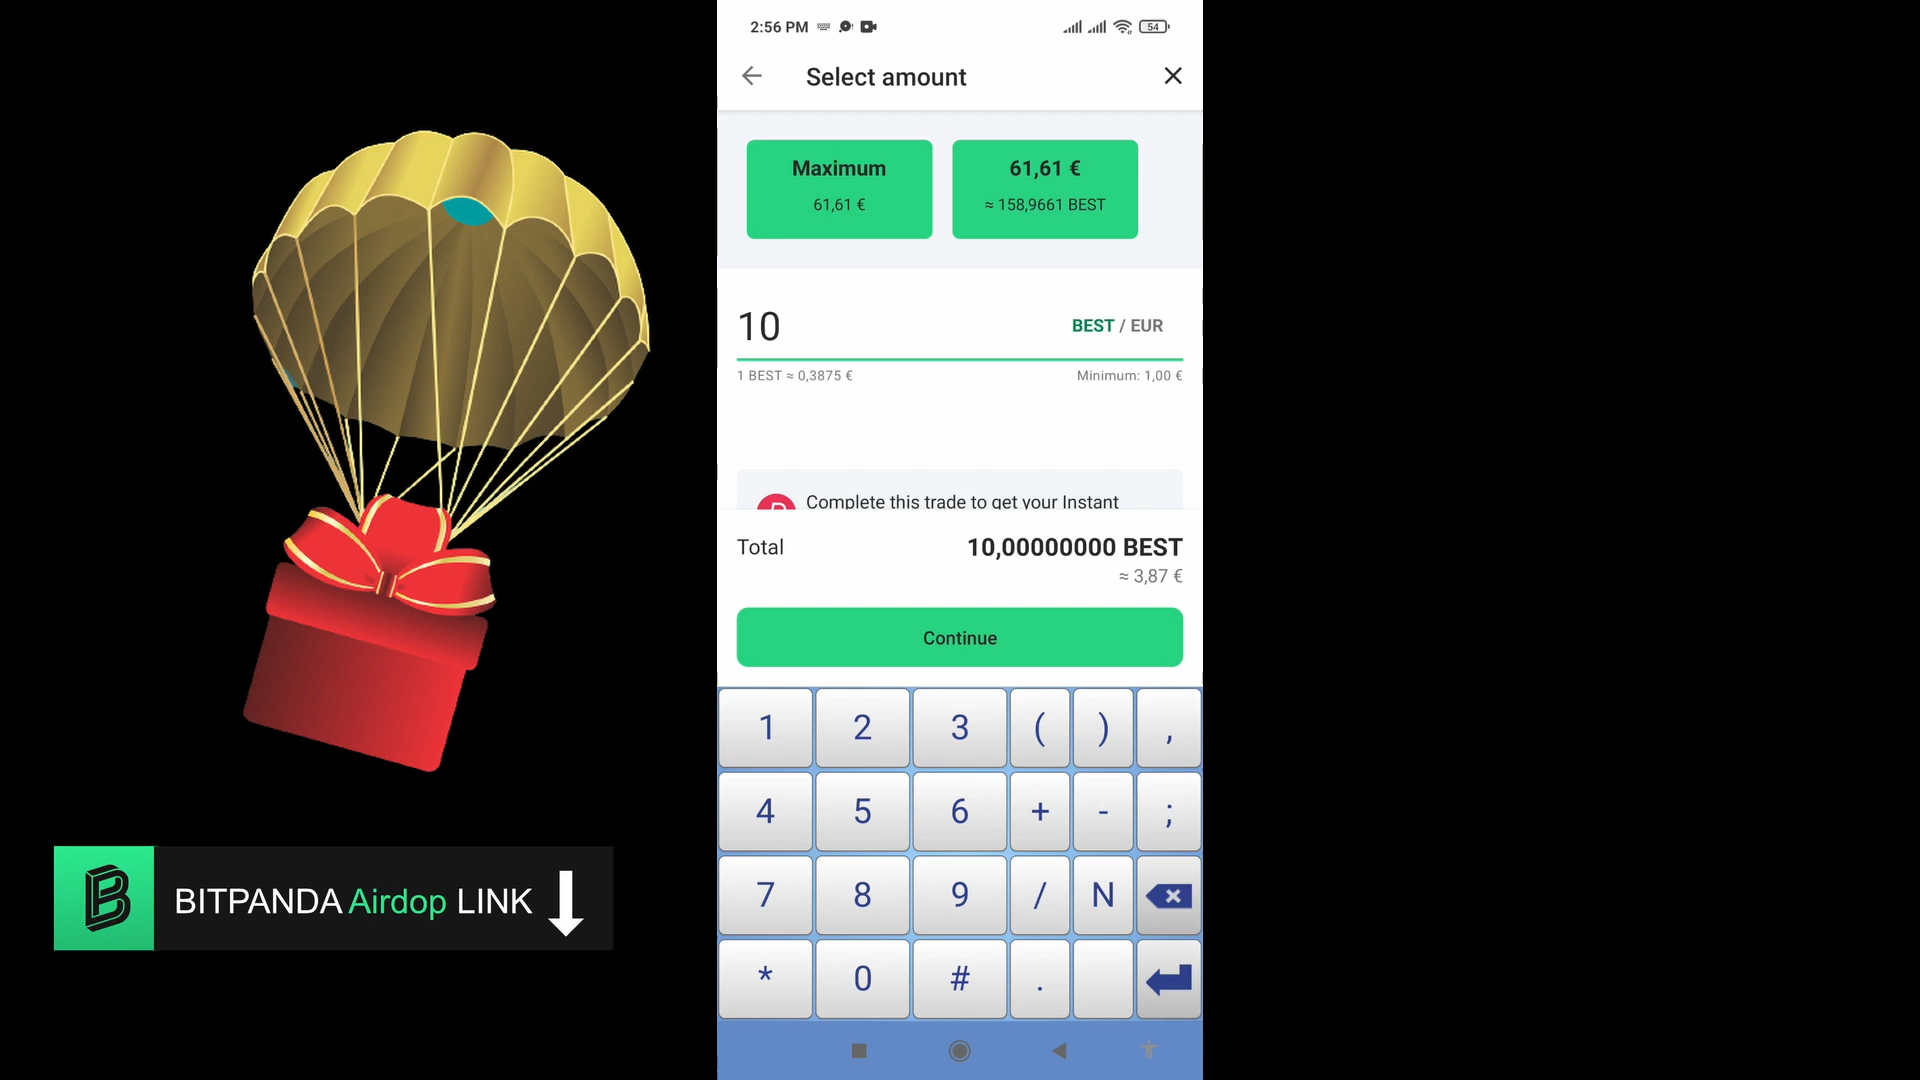 2:56 PM
54
Select amount
Maximum
61,61 €
61,61 €
≈ 158,9661 BEST
10
BEST / EUR
1 BEST ≈ 0,3875 €
Minimum: 1,00 €
Complete this trade to get your Instant
Total
10,00000000 BEST
≈ 3,87 €
Continue
1 2 3 ( ) ,
4 5 6 + - ;
7 8 9 / N
* 0 # .
B BITPANDA Airdop LINK